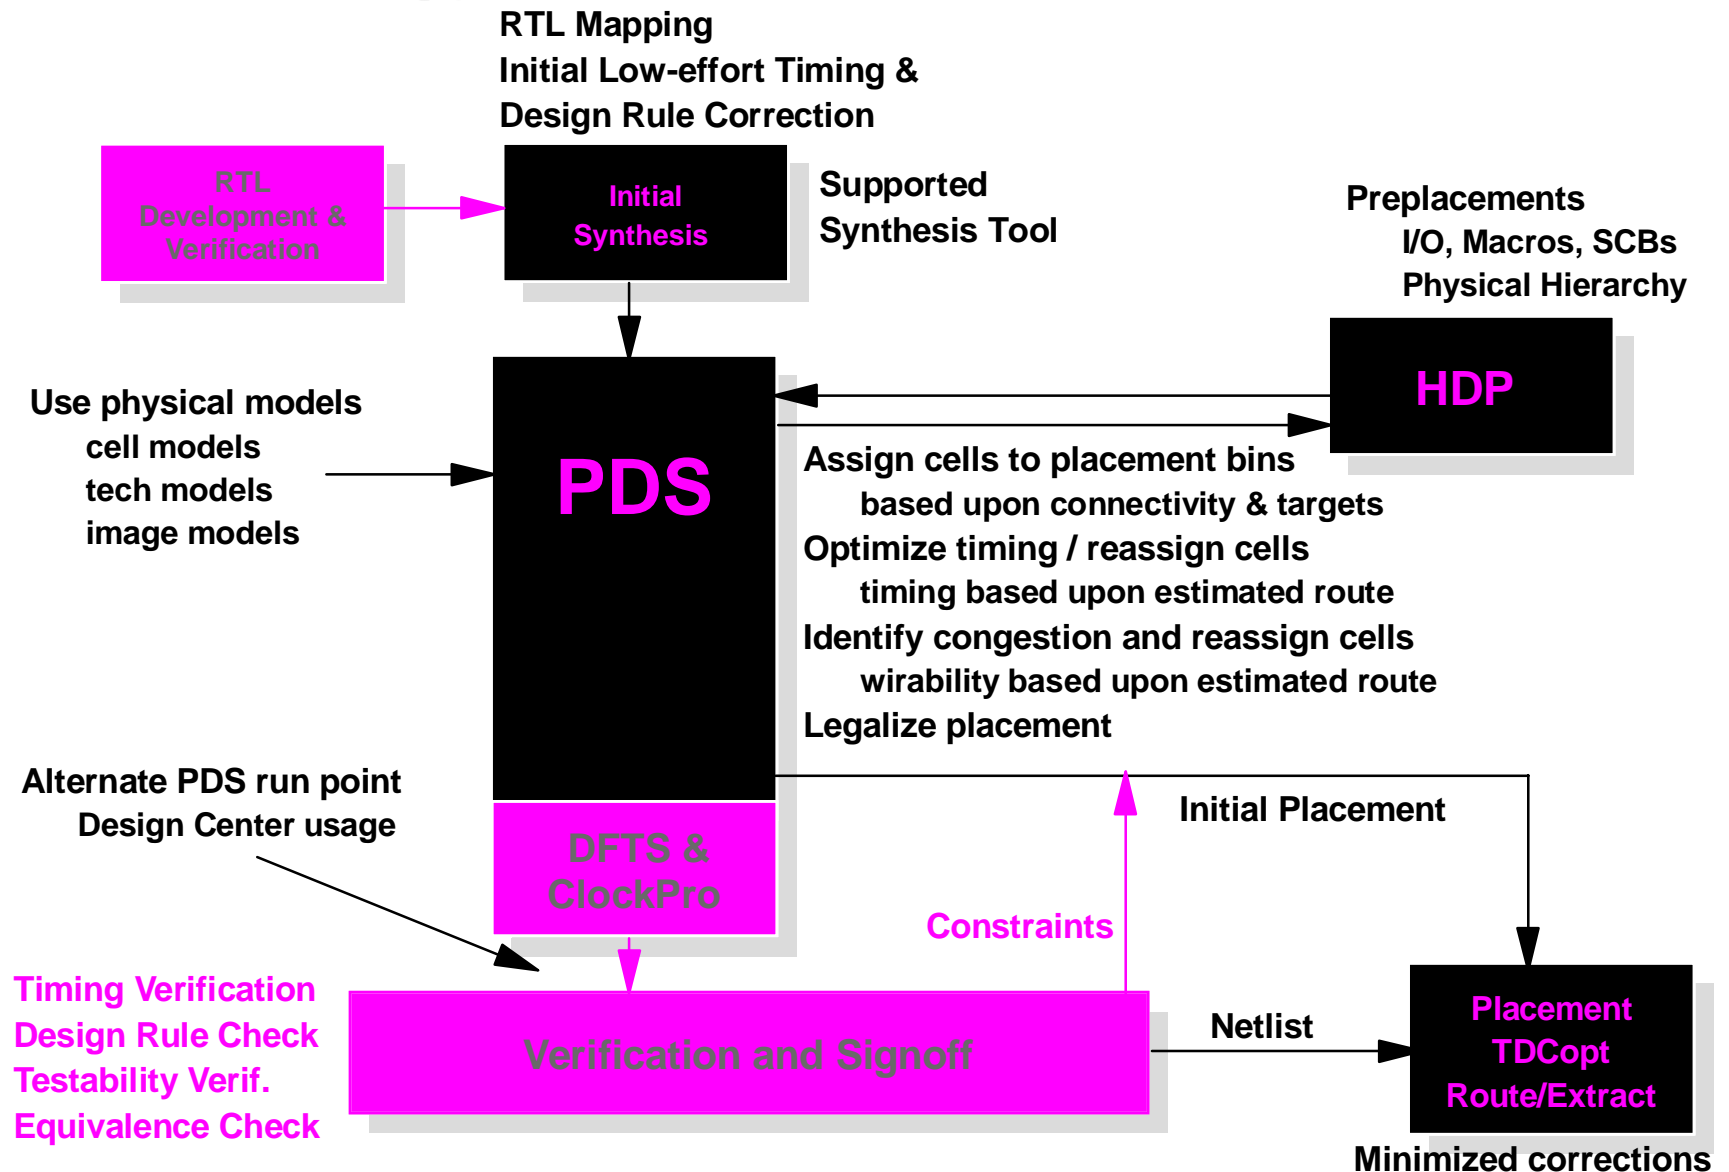 RTL Mapping
Initial Low-effort Timing &
Design Rule Correction
RTL
Development &
Verification
Initial
Synthesis
Supported
Synthesis Tool
Preplacements
I/O, Macros, SCBs
Physical Hierarchy
HDP
Use physical models
cell models
tech models
image models
PDS
Assign cells to placement bins
based upon connectivity & targets
Optimize timing / reassign cells
timing based upon estimated route
Identify congestion and reassign cells
wirability based upon estimated route
Legalize placement
Alternate PDS run point
Design Center usage
Initial Placement
DFTS &
ClockPro
Constraints
Timing Verification
Design Rule Check
Testability Verif.
Equivalence Check
Verification and Signoff
Netlist
Placement
TDCopt
Route/Extract
Minimized corrections